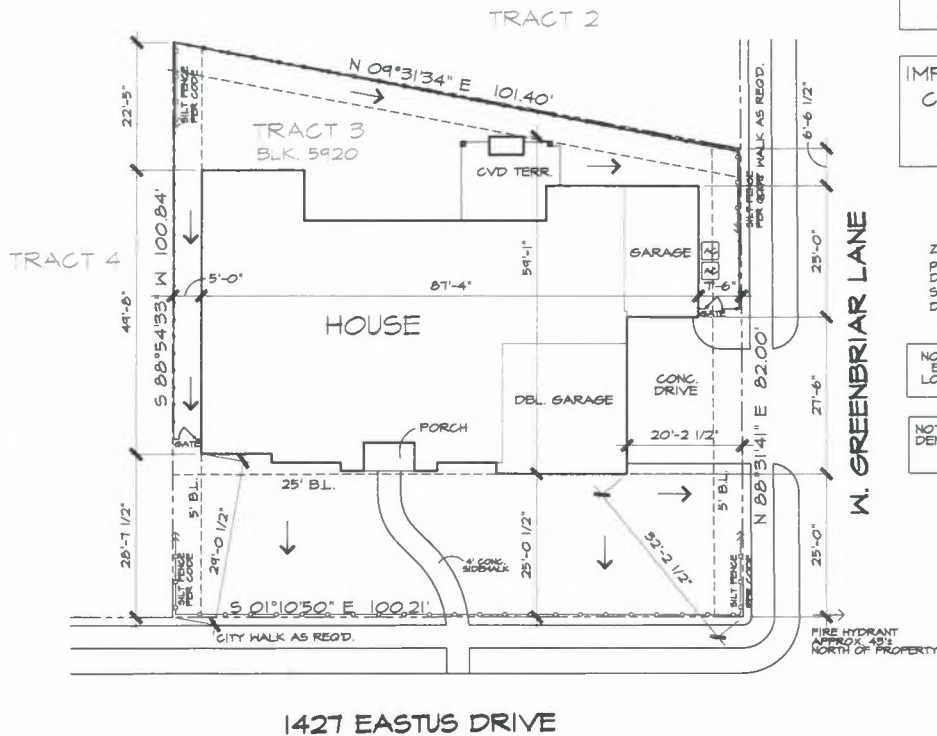 TRACT 2
N 09°31'34" E 101.40'
22'-5"
SILT FENCE
PER CODE
TRACT 3
BLK. 5920
CVD TERR.
CITY WALK AS REQ'D.
SILT FENCE
PER CODE
6'-6 1/2"
IMP
C
TRACT 4
S 88°54'33" W 100.84'
5'-0"
87'-4"
59'-1"
GARAGE
7'-6"
GATE
25'-0"
W. GREENBRIAR LANE
49'-8"
HOUSE
DBL. GARAGE
CONC.
DRIVE
20'-2 1/2"
N 88°31'41" E 82.00'
27'-6"
NO
LO
NOT
DEM
GATE
PORCH
25' B.L.
5' B.L.
5' B.L.
28'-7 1/2"
29'-0 1/2"
4' CONC.
SIDEWALK
25'-0 1/2"
32'-2 1/2"
25'-0"
SILT FENCE
PER CODE
SILT FENCE
PER CODE
S 01°10'50" E 100.21'
CITY WALK AS REQ'D.
FIRE HYDRANT
APPROX. 45'±
NORTH OF PROPERTY
1427 EASTUS DRIVE